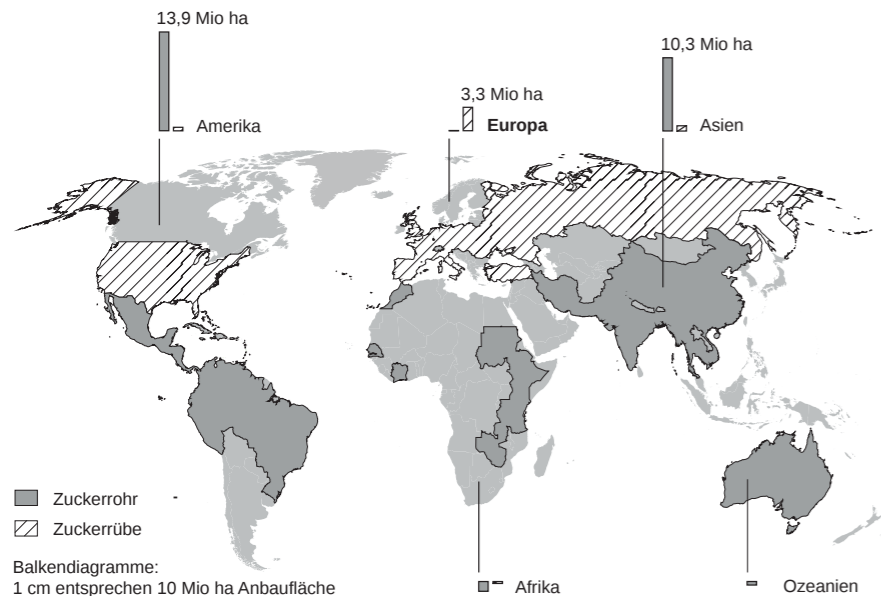 13,9 Mio ha
10,3 Mio ha
3,3 Mio ha
Amerika
Europa
Asien
Zuckerrohr
Zuckerrübe
Balkendiagramme:
1 cm entsprechen 10 Mio ha Anbaufläche
Afrika
Ozeanien